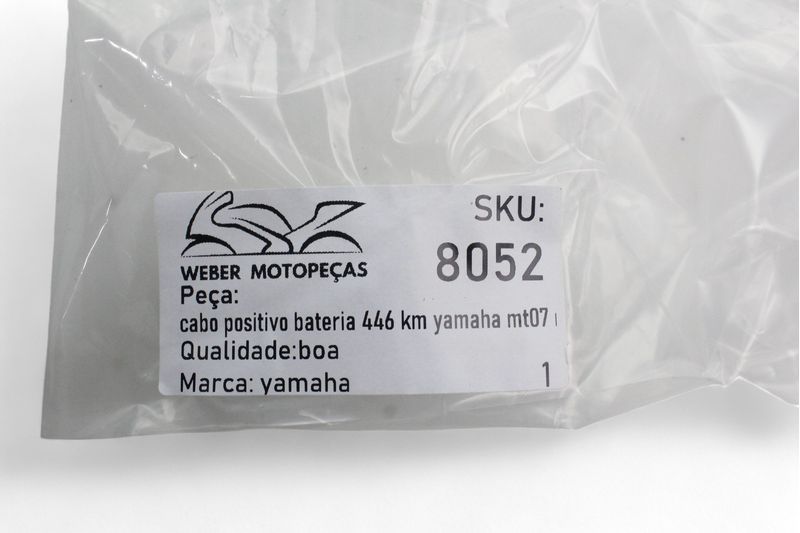 SKU:
8052
WEBER MOTOPEÇAS
Peça:
cabo positivo bateria 446 km yamaha mt07
Qualidade:boa
Marca: yamaha
1